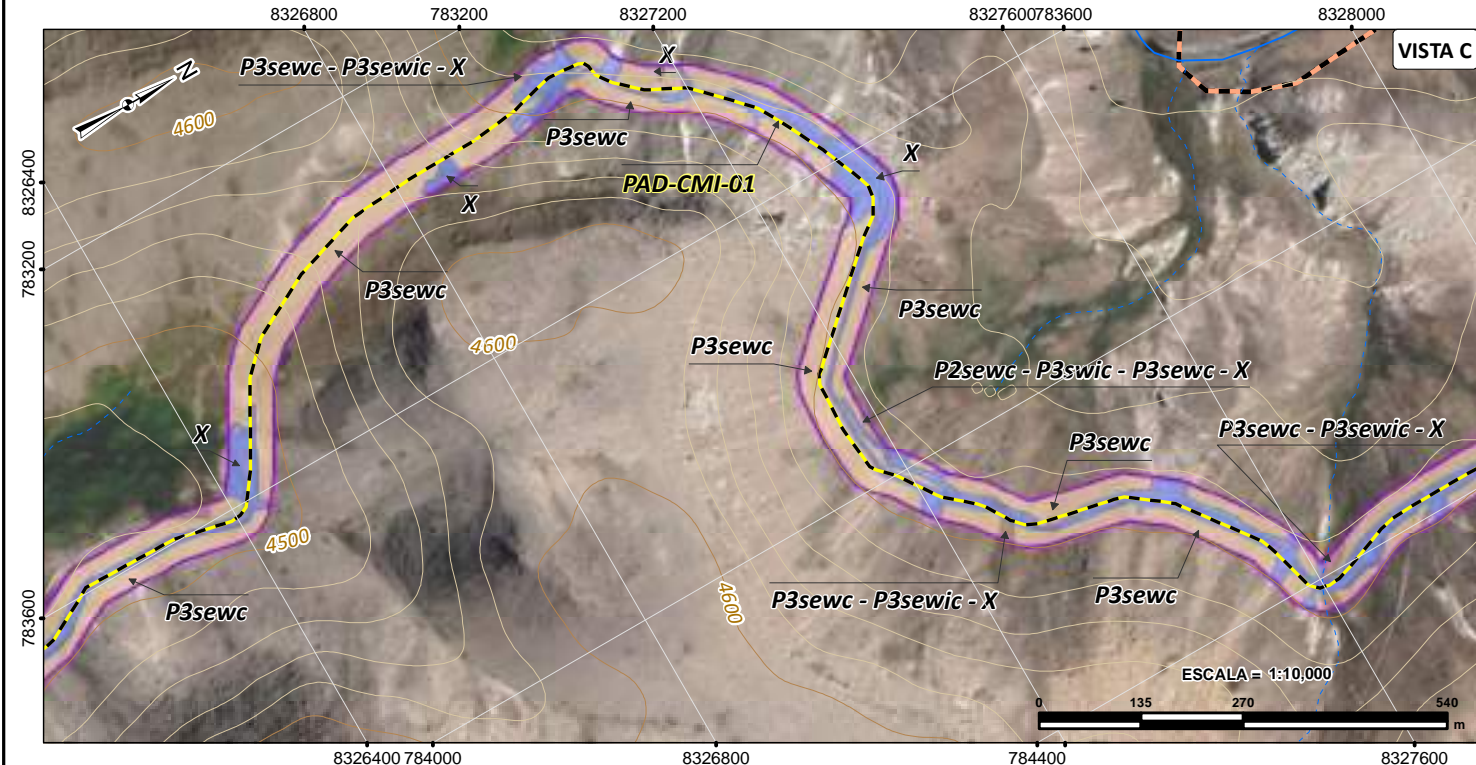 8326800 783200 8327200 8327600 783600 8328000
VISTA C
N
P3sewc - P3sewic - X
X
4600
P3sewc
X
PAD-CMI-01
8326400
X
783200
P3sewc
P3sewc
4600
P3sewc
P2sewc - P3swic - P3sewc - X
X
P3sewc
P3sewc - P3sewic - X
4500
783600
P3sewc
P3sewc - P3sewic - X
4600
P3sewc
ESCALA = 1:10,000
0 135 270 540
m
8326400 784000 8326800 784400 8327600